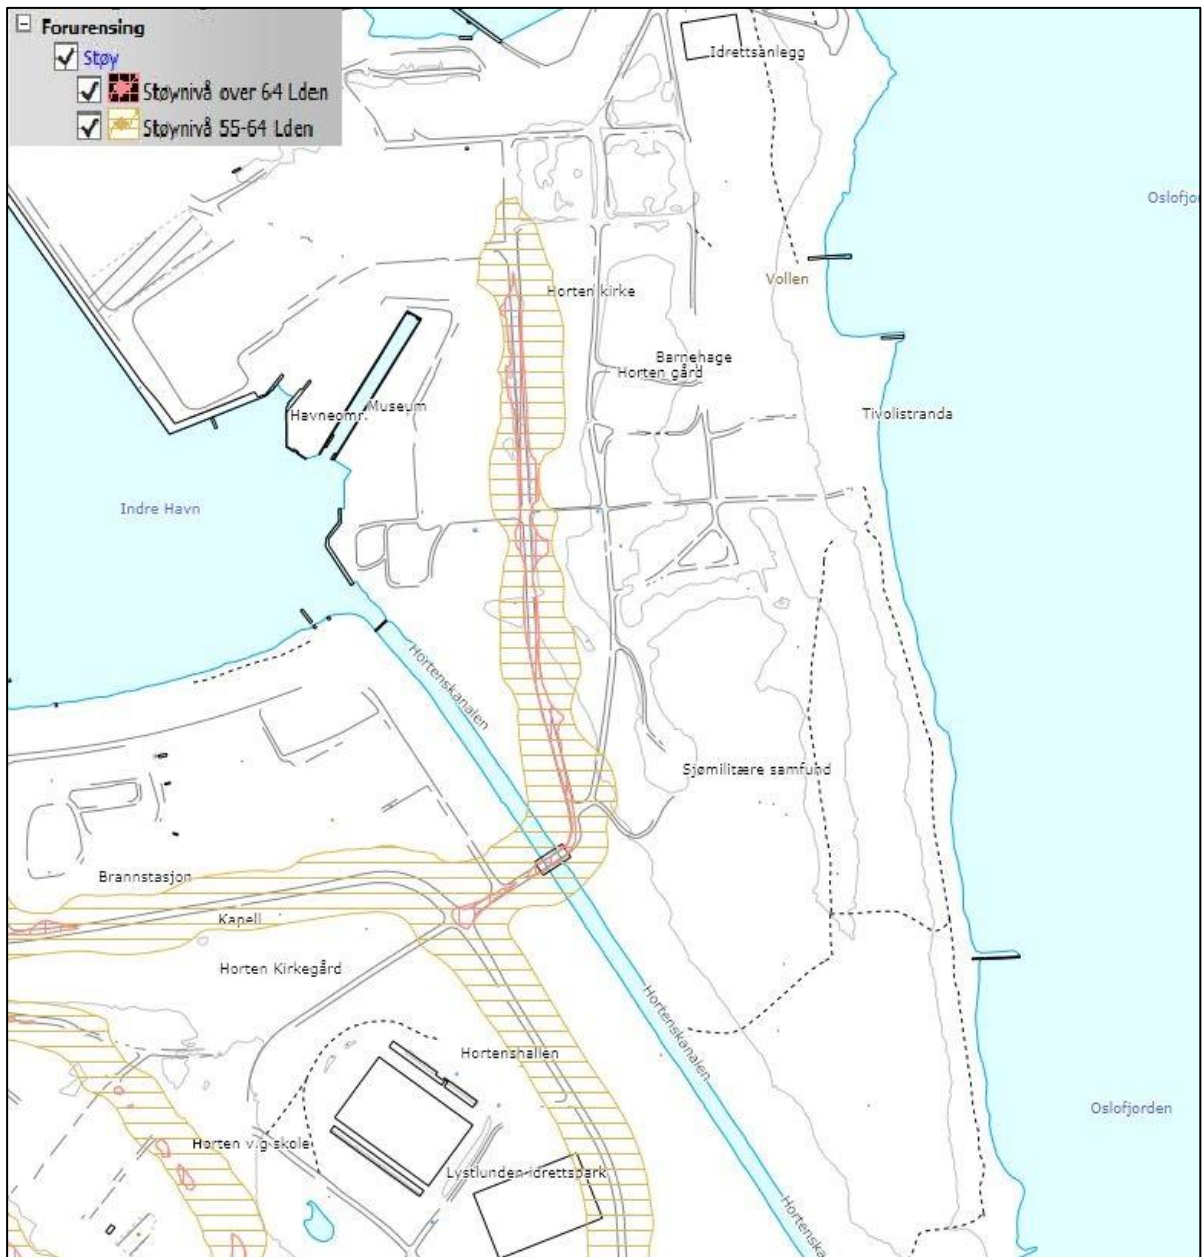 Forurensing
Støy
Støynivå over 64 Lden
Støynivå 55-64 Lden
Idrettsanlegg
Oslofjo
Vollen
Horten kirke
Barnehage
Horten gård
Museum
Havneomr.
Tivolistranda
Indre Havn
Hortenskanalen
Sjømilitære samfund
Brannstasjon
Kapell
Horten Kirkegård
Hortenskanalen
Hortenshallen
Oslofjorden
Horten v.g skole
Lystlunden idrettspark
Hortenska